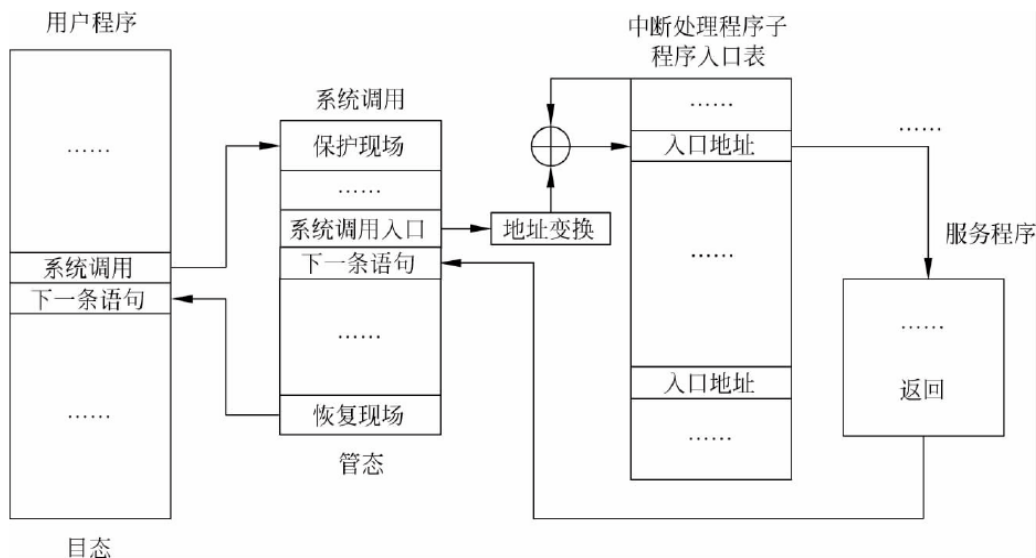 用户程序
……
系统调用
下一条语句
……
目态
系统调用
保护现场
……
系统调用入口
下一条语句
……
恢复现场
管态
地址变换
中断处理程序子
程序入口表
……
入口地址
……
入口地址
……
……
服务程序
……
返回